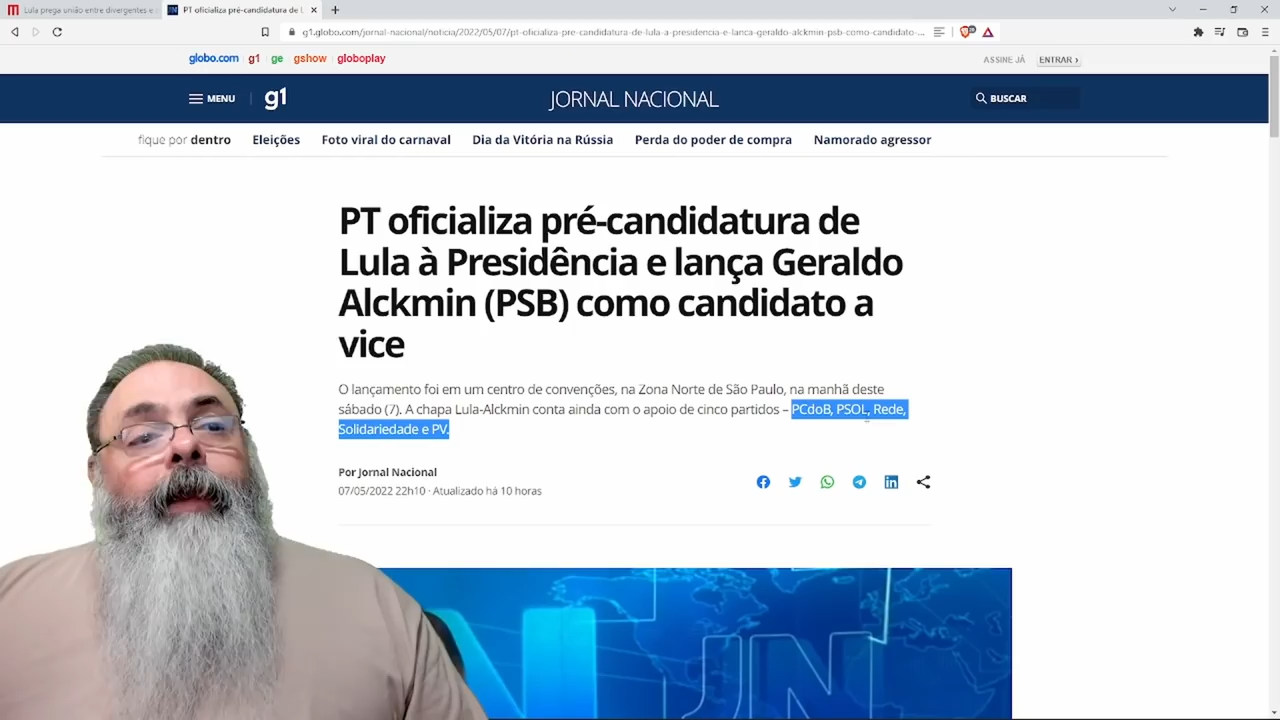 Lula prega união entre divergentes e
PT oficializa pré-candidatura de L
g1.globo.com/jornal-nacional/noticia/2022/05/07/pt-oficializa-pre-candidatura-de-lula-a-presidencia-e-lanca-geraldo-alckmin-psb-como-candidato-...
globo.com g1 ge gshow globoplay
ASSINE JÁ ENTRAR ›
MENU g1 JORNAL NACIONAL BUSCAR
fique por dentro Eleições Foto viral do carnaval Dia da Vitória na Rússia Perda do poder de compra Namorado agressor
PT oficializa pré-candidatura de
Lula à Presidência e lança Geraldo
Alckmin (PSB) como candidato a
vice
O lançamento foi em um centro de convenções, na Zona Norte de São Paulo, na manhã deste
sábado (7). A chapa Lula-Alckmin conta ainda com o apoio de cinco partidos – PCdoB, PSOL, Rede,
Solidariedade e PV.
Por Jornal Nacional
07/05/2022 22h10 · Atualizado há 10 horas
JN